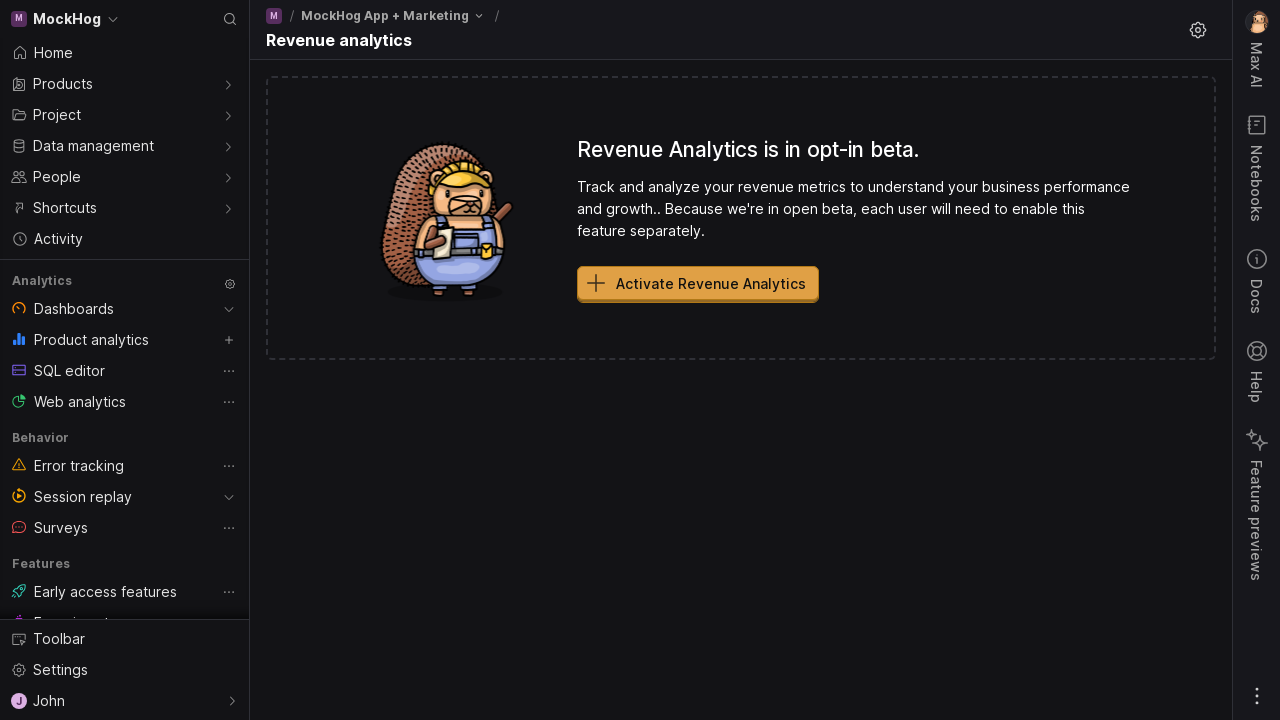 M MockHog
Home
Products
Project
Data management
People
Shortcuts
Activity
Analytics
Dashboards
Product analytics
SQL editor
Web analytics
Behavior
Error tracking
Session replay
Surveys
Features
Early access features
Toolbar
Settings
J John
M / MockHog App + Marketing /
Revenue analytics
Revenue Analytics is in opt-in beta.
Track and analyze your revenue metrics to understand your business performance
and growth.. Because we're in open beta, each user will need to enable this
feature separately.
Activate Revenue Analytics
Max AI
Notebooks
Docs
Help
Feature previews